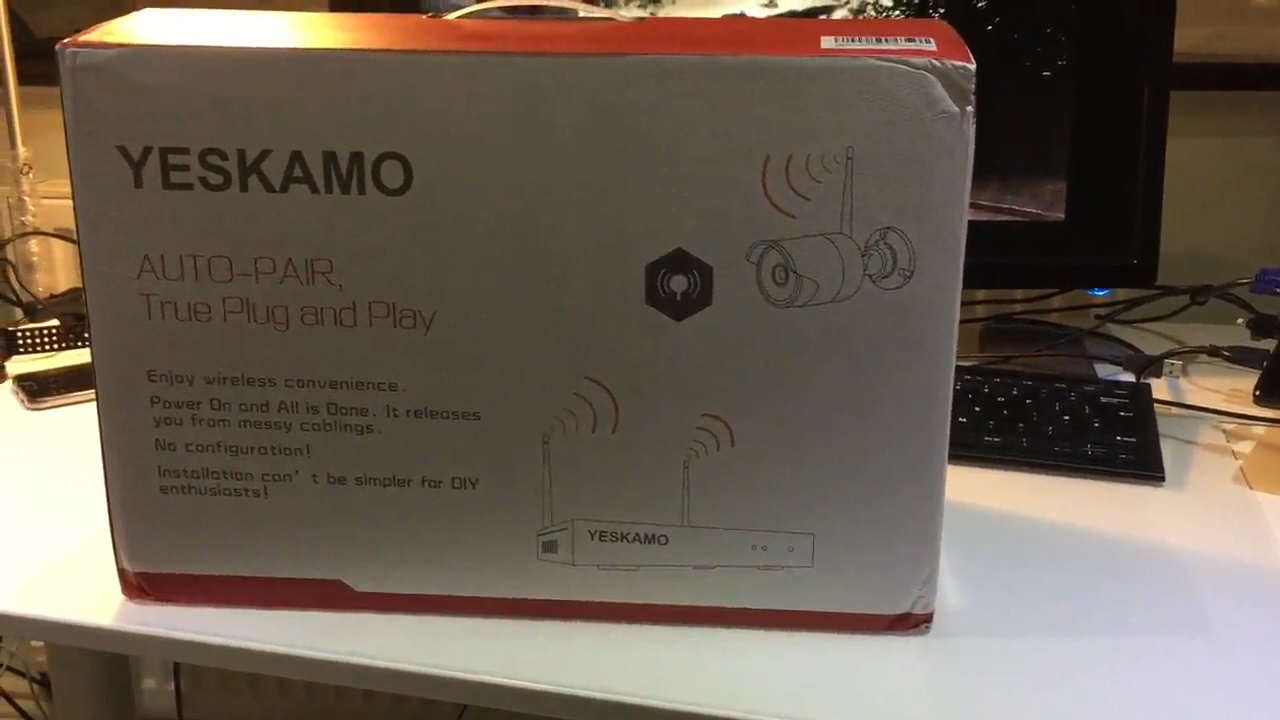 YESKAMO
AUTO-PAIR,
True Plug and Play
Enjoy wireless convenience.
Power On and All is Done. It releases
you from messy cablings.
No configuration!
Installation can't be simpler for DIY
enthusiasts!
YESKAMO